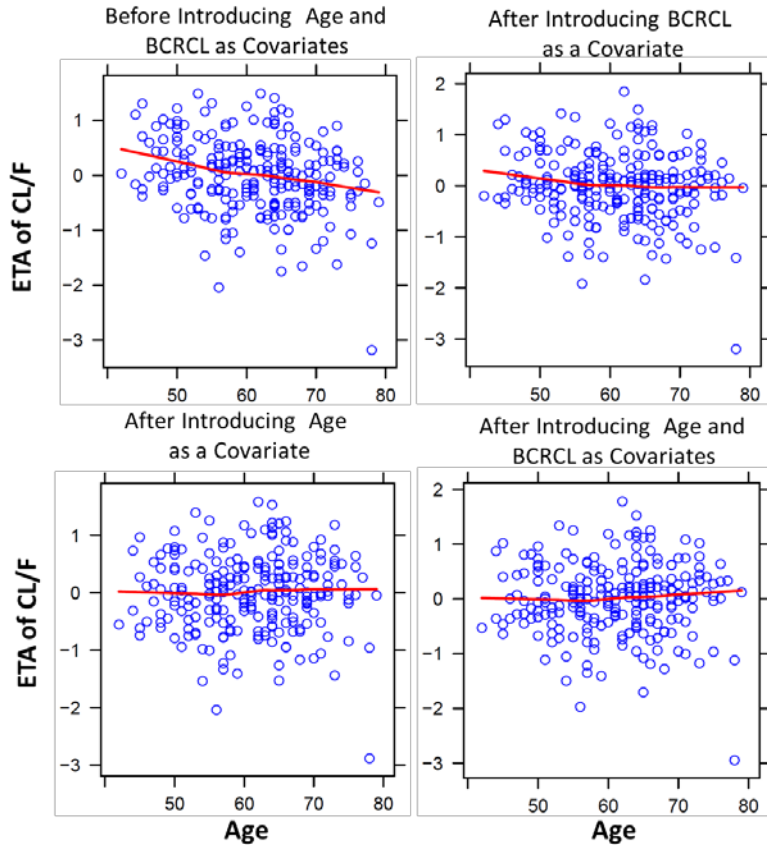 Before Introducing Age and
BCRCL as Covariates
After Introducing BCRCL
as a Covariate
ETA of CL/F
1
0
−1
−2
−3
50 60 70 80
2
1
0
−1
−2
−3
50 60 70 80
After Introducing Age
as a Covariate
After Introducing Age and
BCRCL as Covariates
ETA of CL/F
1
0
−1
−2
−3
50 60 70 80
Age
2
1
0
−1
−2
−3
50 60 70 80
Age